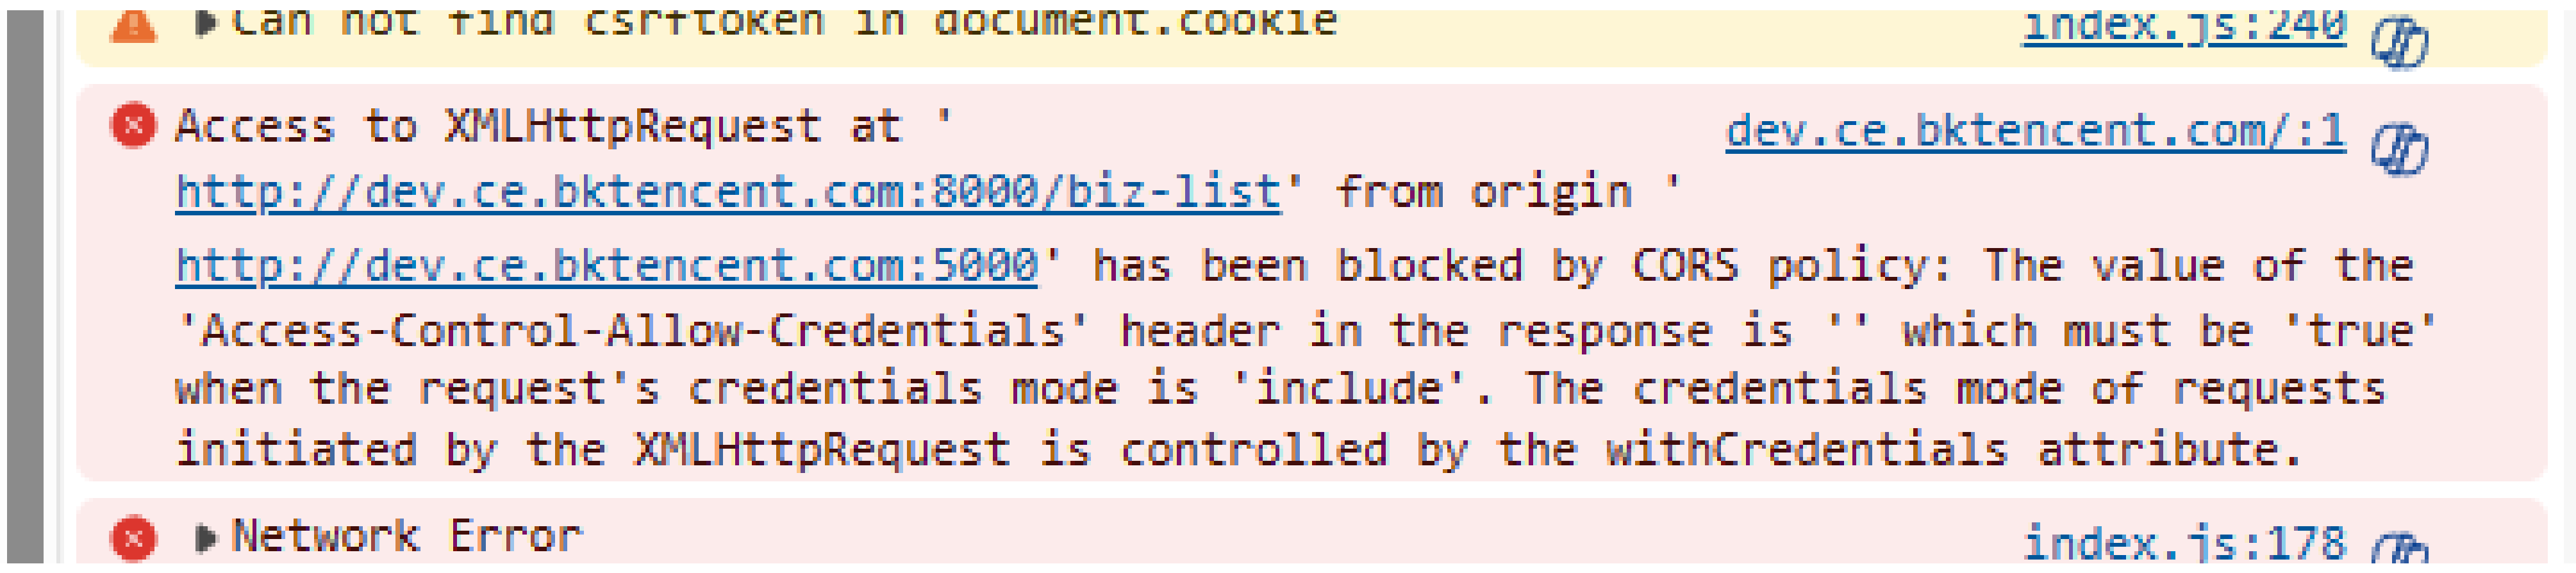 Can not find csrftoken in document.cookie index.js:240
Access to XMLHttpRequest at ' dev.ce.bktencent.com/:1
http://dev.ce.bktencent.com:8000/biz-list' from origin '
http://dev.ce.bktencent.com:5000' has been blocked by CORS policy: The value of the
'Access-Control-Allow-Credentials' header in the response is '' which must be 'true'
when the request's credentials mode is 'include'. The credentials mode of requests
initiated by the XMLHttpRequest is controlled by the withCredentials attribute.
Network Error index.js:178